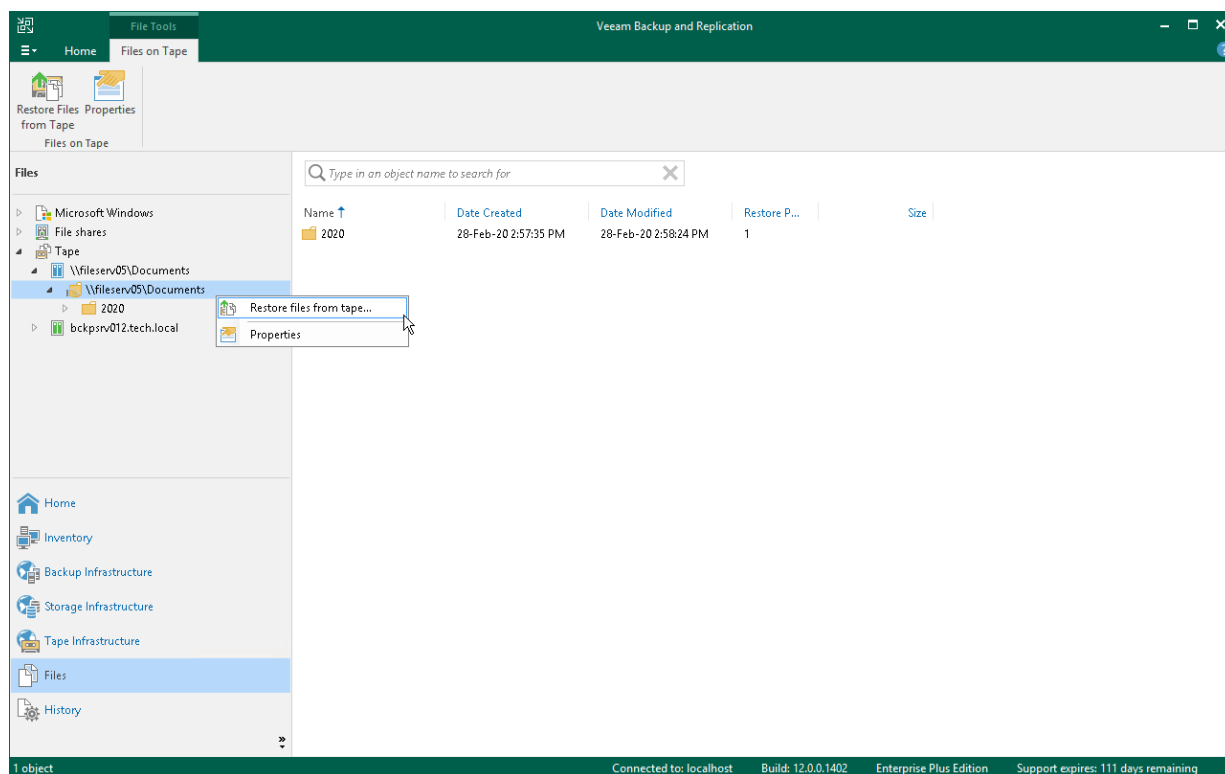 File Tools
Veeam Backup and Replication
Home
Files on Tape
Restore Files from Tape
Properties
Files on Tape
Files
Type in an object name to search for
Microsoft Windows
File shares
Tape
\\fileserv05\Documents
\\fileserv05\Documents
2020
bckpsrv012.tech.local
Name
Date Created
Date Modified
Restore P...
Size
2020
28-Feb-20 2:57:35 PM
28-Feb-20 2:58:24 PM
1
Restore files from tape...
Properties
Home
Inventory
Backup Infrastructure
Storage Infrastructure
Tape Infrastructure
Files
History
1 object
Connected to: localhost
Build: 12.0.0.1402
Enterprise Plus Edition
Support expires: 111 days remaining